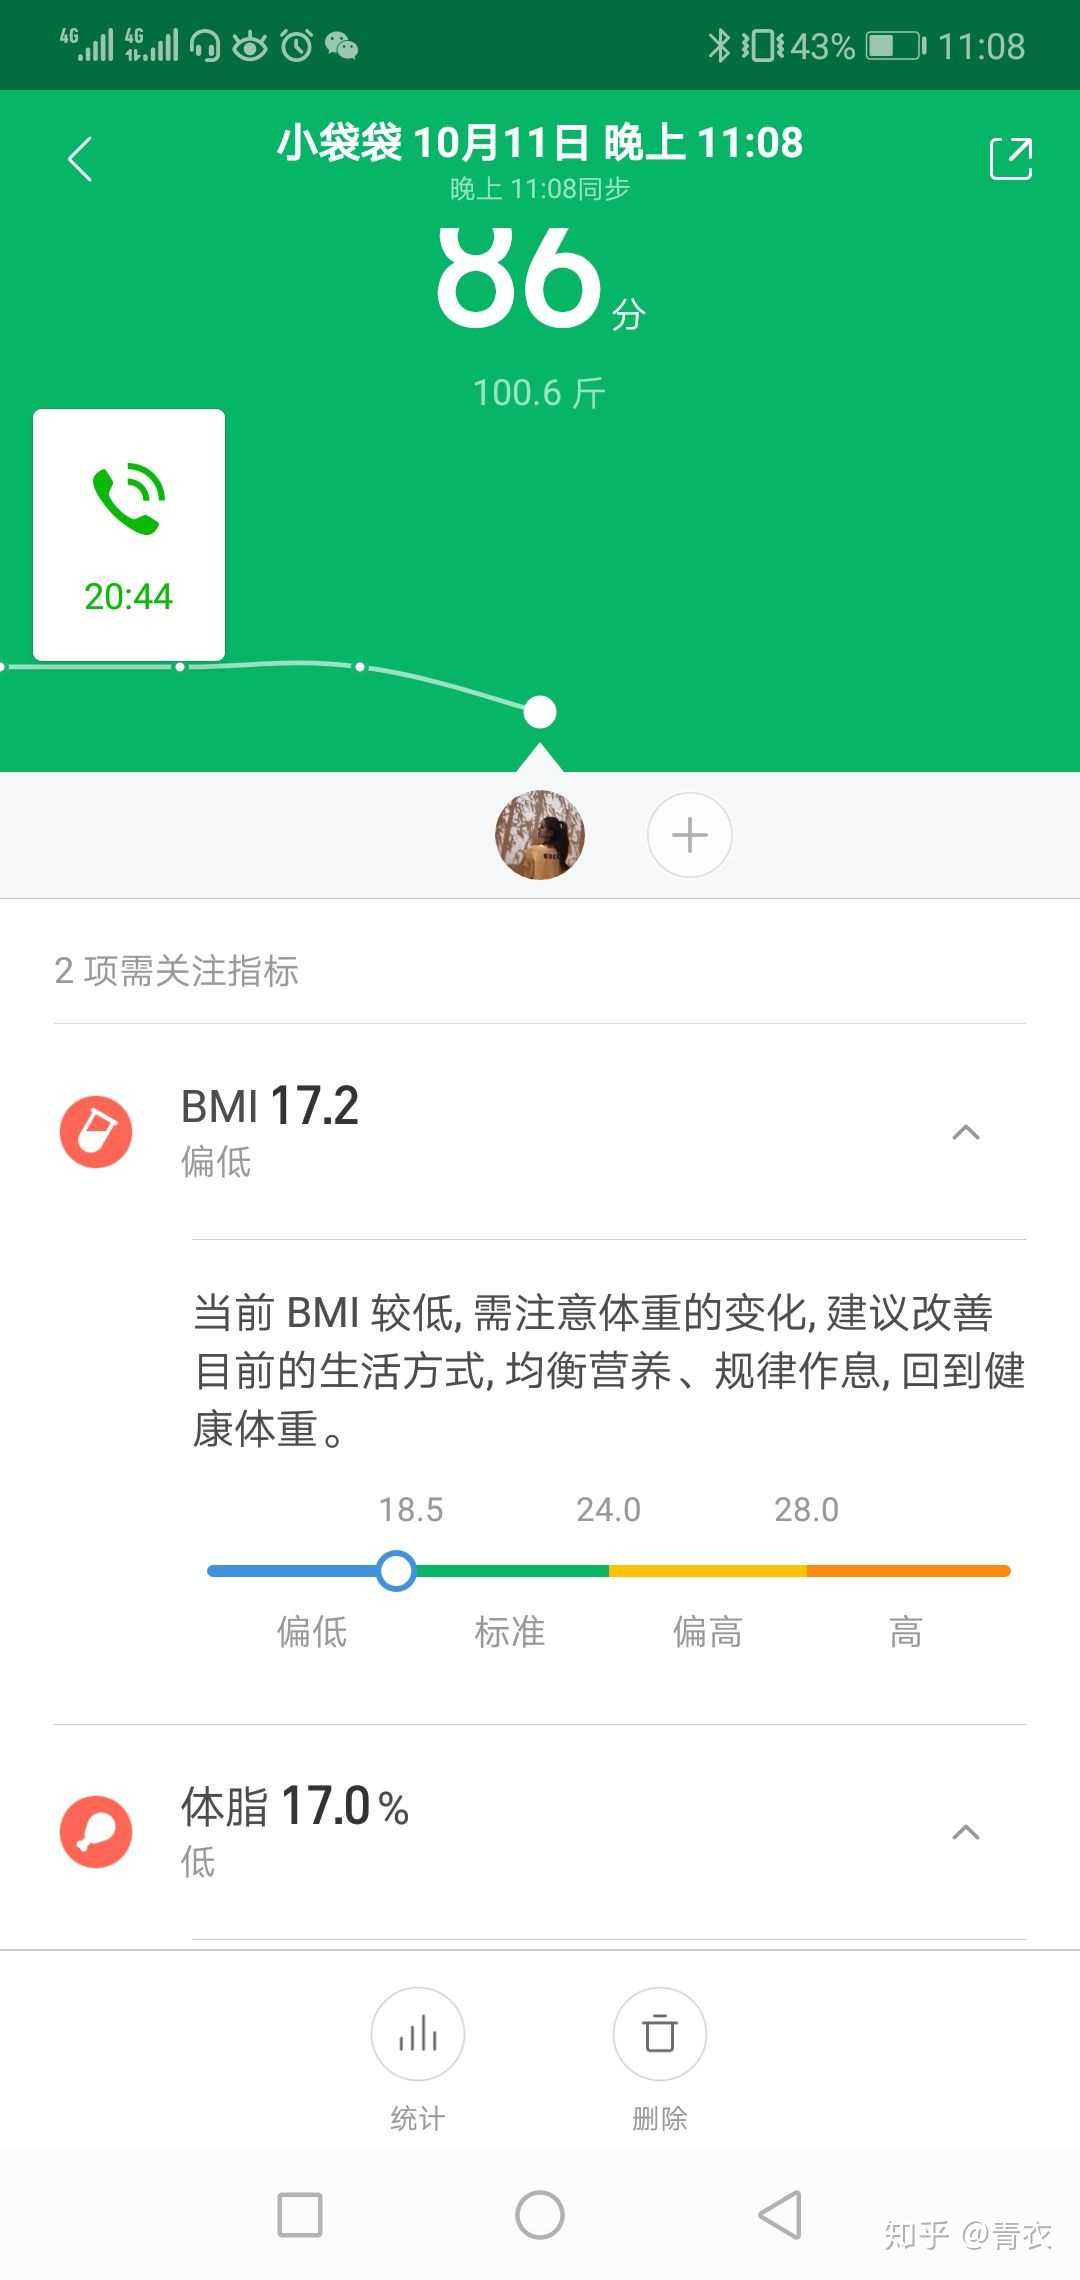 4G 4G 43% 11:08
小袋袋 10月11日 晚上 11:08
晚上 11:08同步
86 分
100.6 斤
20:44
2 项需关注指标
BMI 17.2
偏低
当前 BMI 较低, 需注意体重的变化, 建议改善
目前的生活方式, 均衡营养、规律作息, 回到健
康体重。
18.5 24.0 28.0
偏低 标准 偏高 高
体脂 17.0%
低
统计 删除
知乎 @青衣